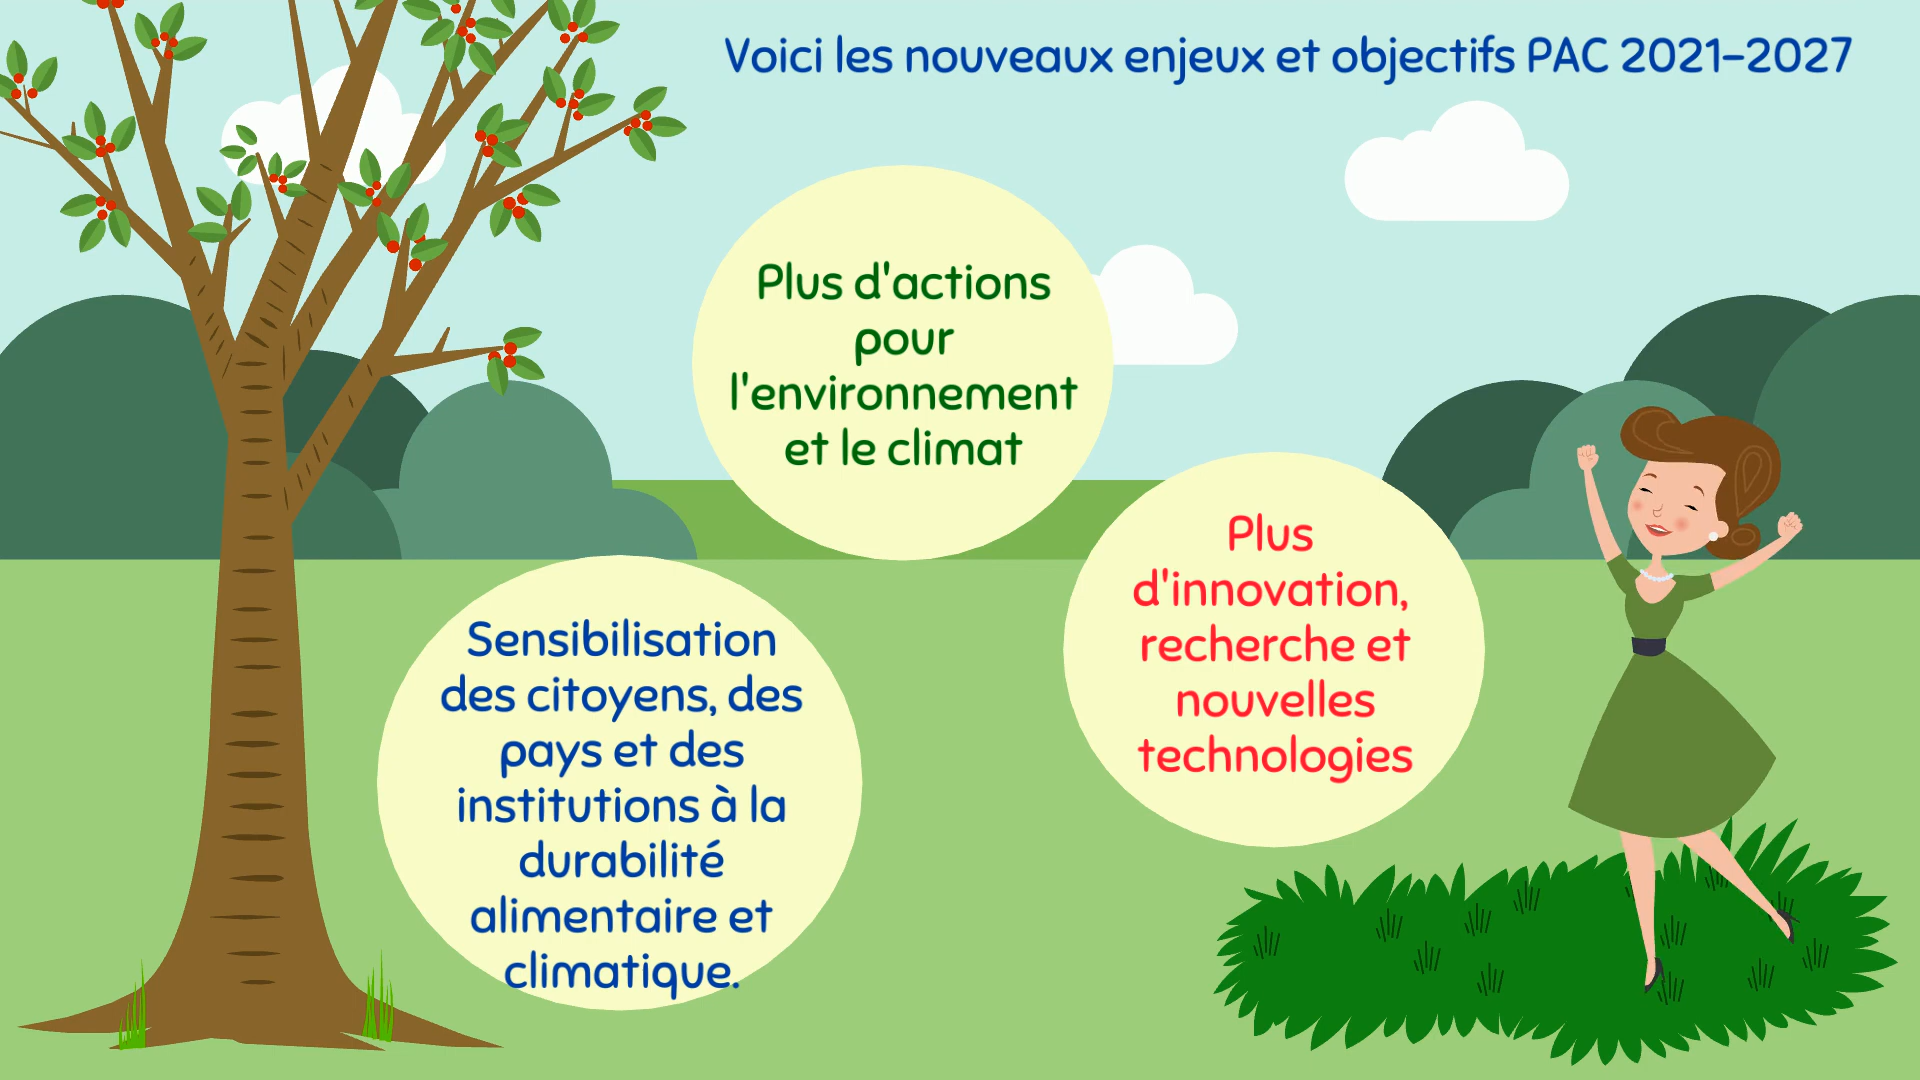 Voici les nouveaux enjeux et objectifs PAC 2021-2027
Plus d'actions
pour
l'environnement
et le climat
Plus
d'innovation,
recherche et
nouvelles
technologies
Sensibilisation
des citoyens, des
pays et des
institutions à la
durabilité
alimentaire et
climatique.